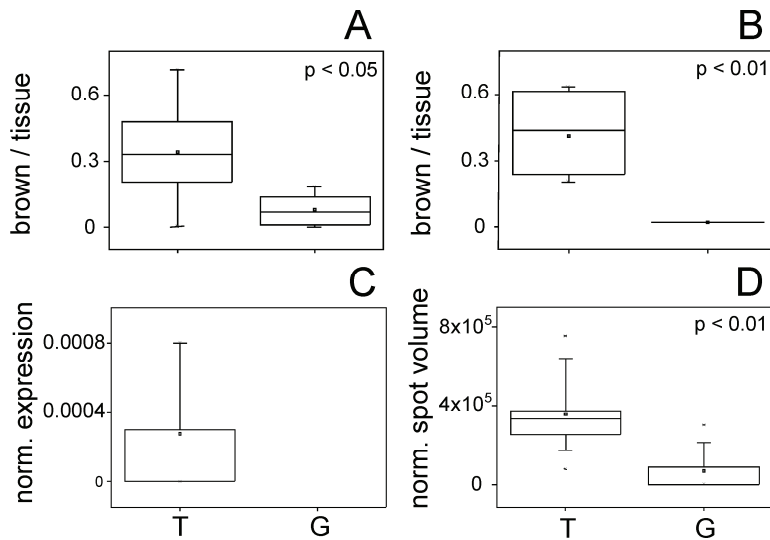 A
p < 0.05
brown / tissue
0.6
0.3
0
B
p < 0.01
brown / tissue
0.6
0.3
0
C
norm. expression
0.0008
0.0004
0
T
G
D
p < 0.01
norm. spot volume
8x10⁵
4x10⁵
0
T
G